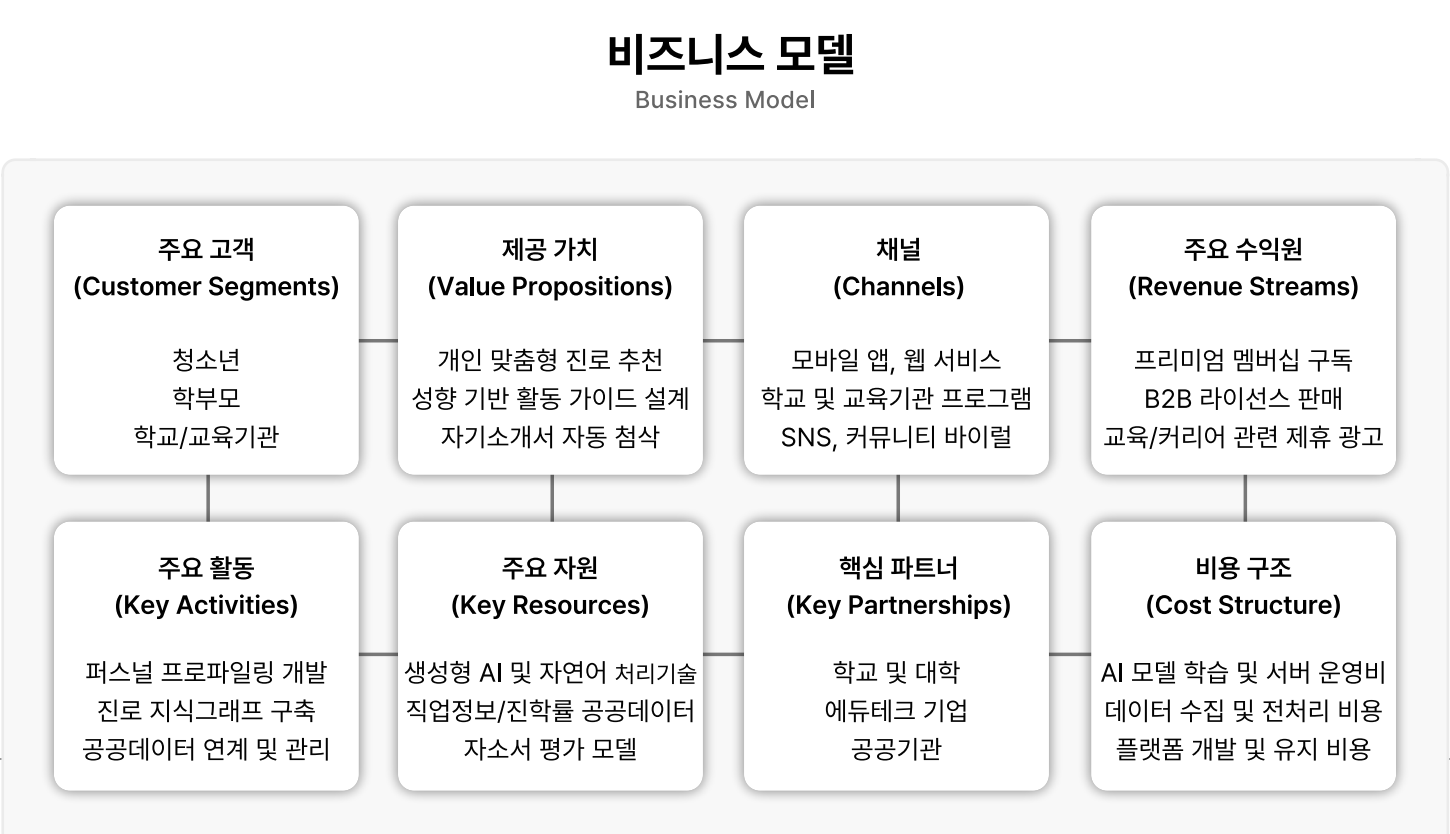 비즈니스 모델
Business Model
주요 고객
(Customer Segments)
청소년
학부모
학교/교육기관
제공 가치
(Value Propositions)
개인 맞춤형 진로 추천
성향 기반 활동 가이드 설계
자기소개서 자동 첨삭
채널
(Channels)
모바일 앱, 웹 서비스
학교 및 교육기관 프로그램
SNS, 커뮤니티 바이럴
주요 수익원
(Revenue Streams)
프리미엄 멤버십 구독
B2B 라이선스 판매
교육/커리어 관련 제휴 광고
주요 활동
(Key Activities)
퍼스널 프로파일링 개발
진로 지식그래프 구축
공공데이터 연계 및 관리
주요 자원
(Key Resources)
생성형 AI 및 자연어 처리기술
직업정보/진학률 공공데이터
자소서 평가 모델
핵심 파트너
(Key Partnerships)
학교 및 대학
에듀테크 기업
공공기관
비용 구조
(Cost Structure)
AI 모델 학습 및 서버 운영비
데이터 수집 및 전처리 비용
플랫폼 개발 및 유지 비용